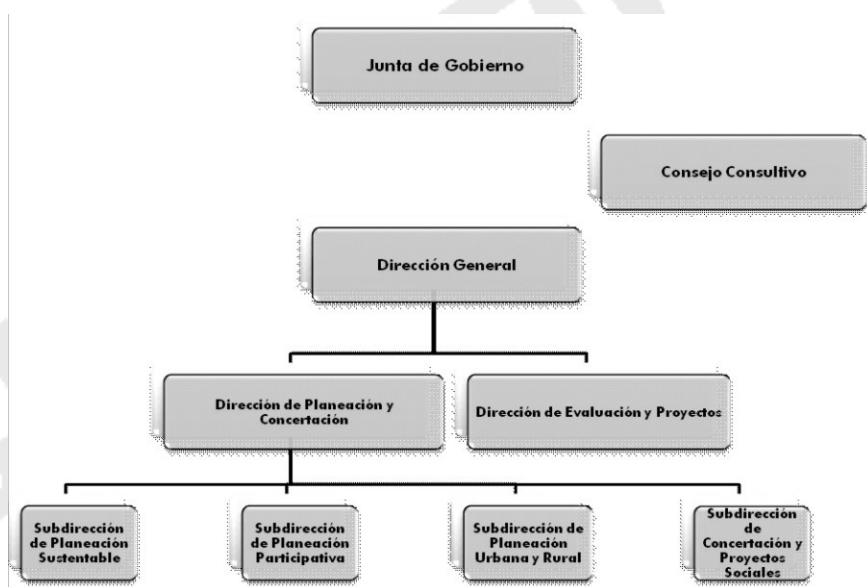 Junta de Gobierno
Consejo Consultivo
Dirección General
Dirección de Planeación y
Concertación
Dirección de Evaluación y Proyectos
Subdirección
de Planeación
Sustentable
Subdirección
de Planeación
Participativa
Subdirección de
Planeación
Urbana y Rural
Subdirección
de
Concertación y
Proyectos
Sociales